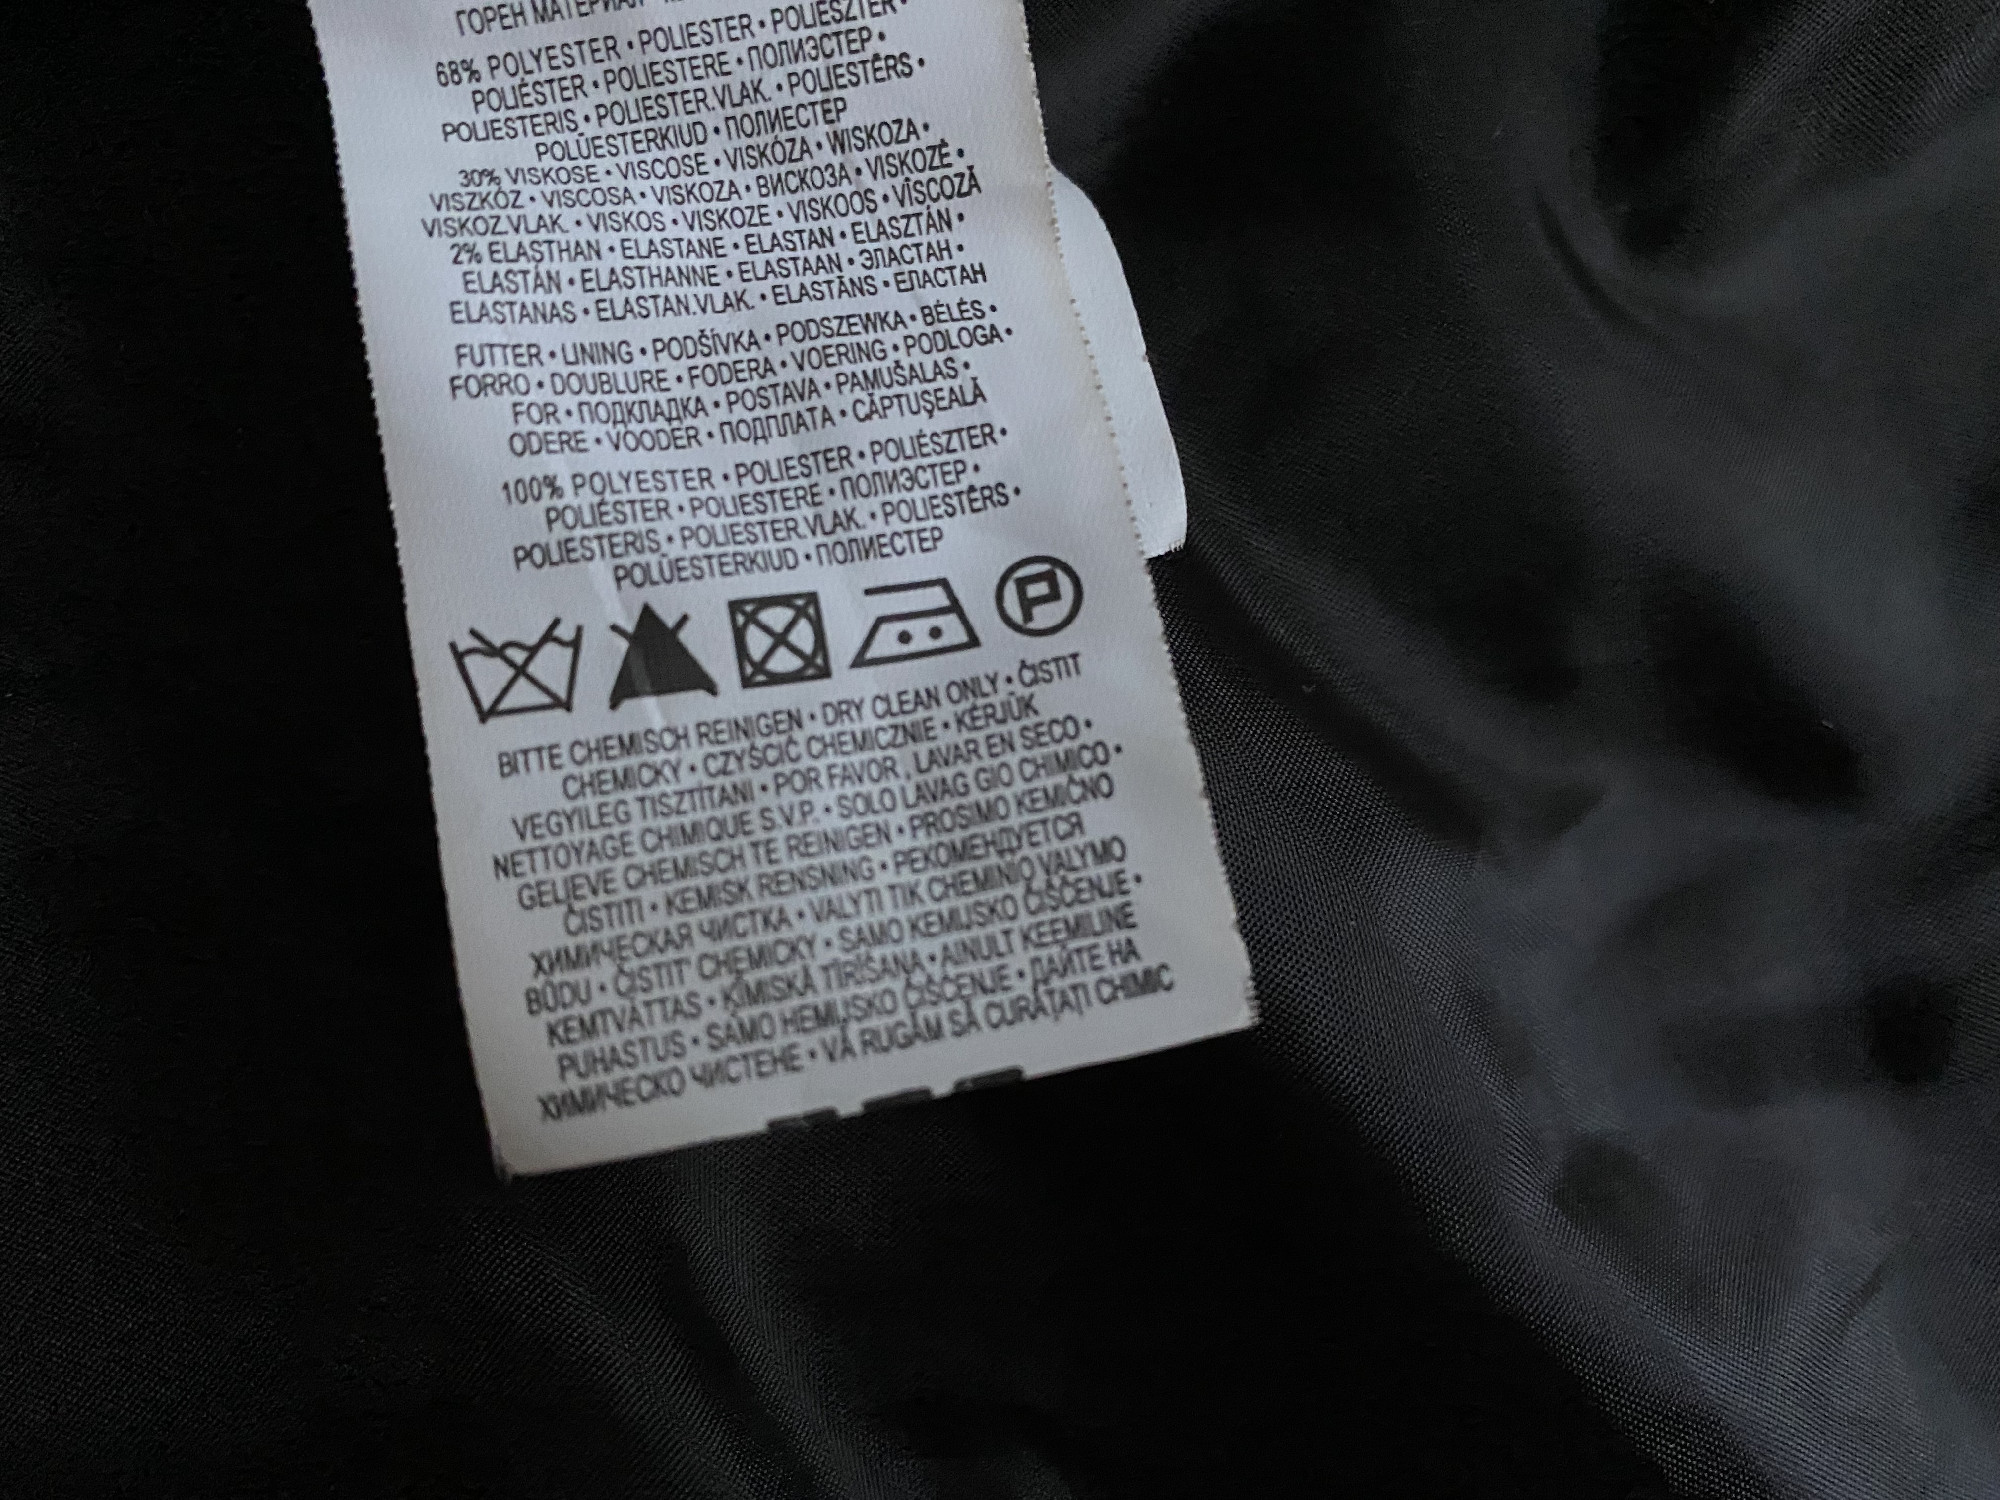 ГОРЕН МАТЕРИАЛ
68% POLYESTER • POLIESTER • POLIESZTER •
POLIÉSTER • POLIESTERE • ПОЛИЭСТЕР •
POLIESTERIS • POLIESTER.VLAK. • POLIESTĒRS •
POLÜESTERKIUD • ПОЛИЕСТЕР
30% VISKOSE • VISCOSE • VISKÓZA • WISKOZA •
VISZKÓZ • VISCOSA • VISKOZA • ВИСКОЗА • VISKOZĖ •
VISKOZ.VLAK. • VISKOS • VISKOZE • VISKOOS • VÎSCOZĂ
2% ELASTHAN • ELASTANE • ELASTAN • ELASZTÁN •
ELASTÁN • ELASTHANNE • ELASTAAN • ЭЛАСТАН •
ELASTANAS • ELASTAN.VLAK. • ELASTĀNS • ЕЛАСТАН
FUTTER • LINING • PODŠÍVKA • PODSZEWKA • BÉLÉS •
FORRO • DOUBLURE • FODERA • VOERING • PODLOGA •
FOR • ПОДКЛАДКА • POSTAVA • PAMUŠALAS •
ODERE • VOODER • ПОДПЛАТА • CĂPTUŞEALĂ
100% POLYESTER • POLIESTER • POLIÉSZTER •
POLIÉSTER • POLIESTERE • ПОЛИЭСТЕР •
POLIESTERIS • POLIESTER.VLAK. • POLIESTĒRS •
POLÜESTERKIUD • ПОЛИЕСТЕР
P
BITTE CHEMISCH REINIGEN • DRY CLEAN ONLY • ČISTIT
CHEMICKY • CZYŚCIĆ CHEMICZNIE • KÉRJÜK
VEGYILEG TISZTÍTANI • POR FAVOR, LAVAR EN SECO •
NETTOYAGE CHIMIQUE S.V.P. • SOLO LAVAG GIO CHIMICO •
GELIEVE CHEMISCH TE REINIGEN • PROSIMO KEMIČNO
ČISTITI • KEMISK RENSNING • РЕКОМЕНДУЕТСЯ
ХИМИЧЕСКАЯ ЧИСТКА • VALYTI TIK CHEMINIO VALYMO
BŪDU • ČISTIT' CHEMICKY • SAMO KEMIJSKO ČIŠČENJE •
KEMTVÄTTAS • ĶĪMISKĀ TĪRĪŠANA • AINULT KEEMILINE
PUHASTUS • SAMO HEMIJSKO ČIŠĆENJE • ДАЙТЕ НА
ХИМИЧЕСКО ЧИСТЕНЕ • VĂ RUGĂM SĂ CURĂŢAŢI CHIMIC